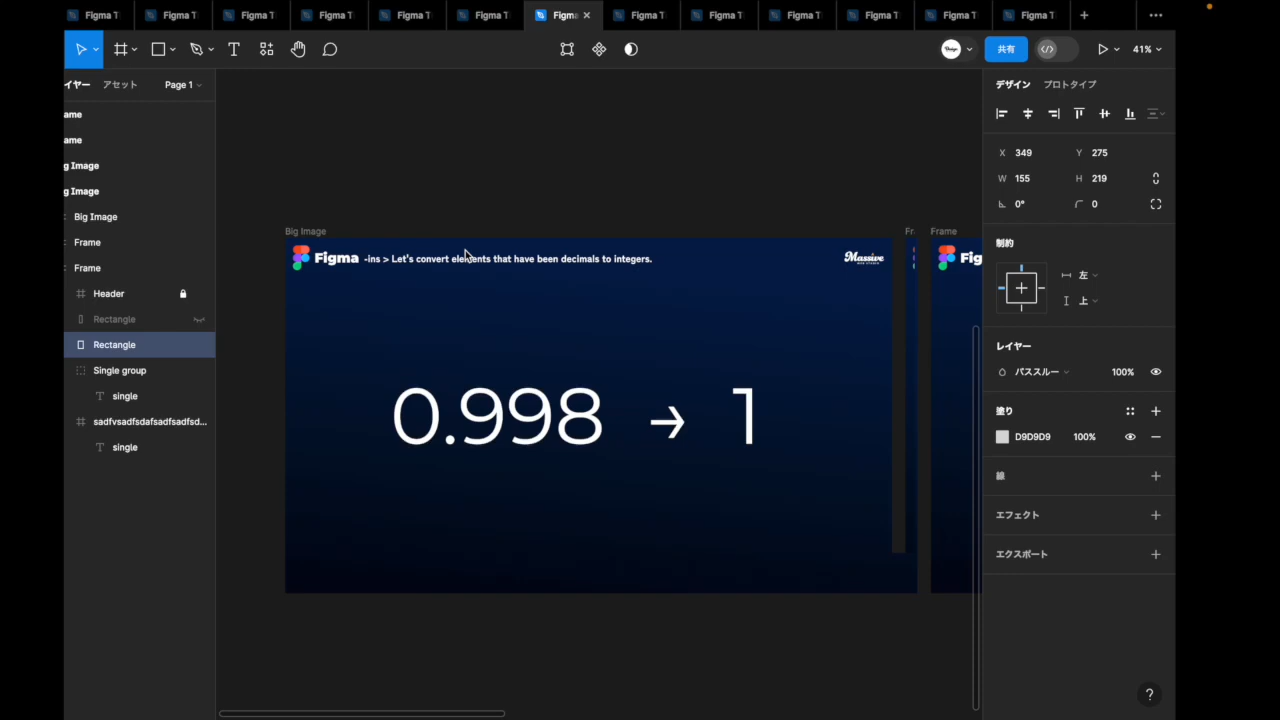 Figma T Figma T Figma T Figma T Figma T Figma T Figma Figma T Figma T Figma T Figma T Figma T Figma T
共有 41%
イヤー アセット Page 1 デザイン プロトタイプ
ame
ame
g Image
g Image
Big Image
Frame
Frame
Header
Rectangle
Rectangle
Single group
single
sadfvsadfsdafsadfsadfsd...
single
Big Image Fr Frame
Figma -ins > Let's convert elements that have been decimals to integers. Massive Fig
0.998 → 1
X 349 Y 275
W 155 H 219
0° 0
制約
左
上
レイヤー
パススルー 100%
塗り
D9D9D9 100%
線
エフェクト
エクスポート
?